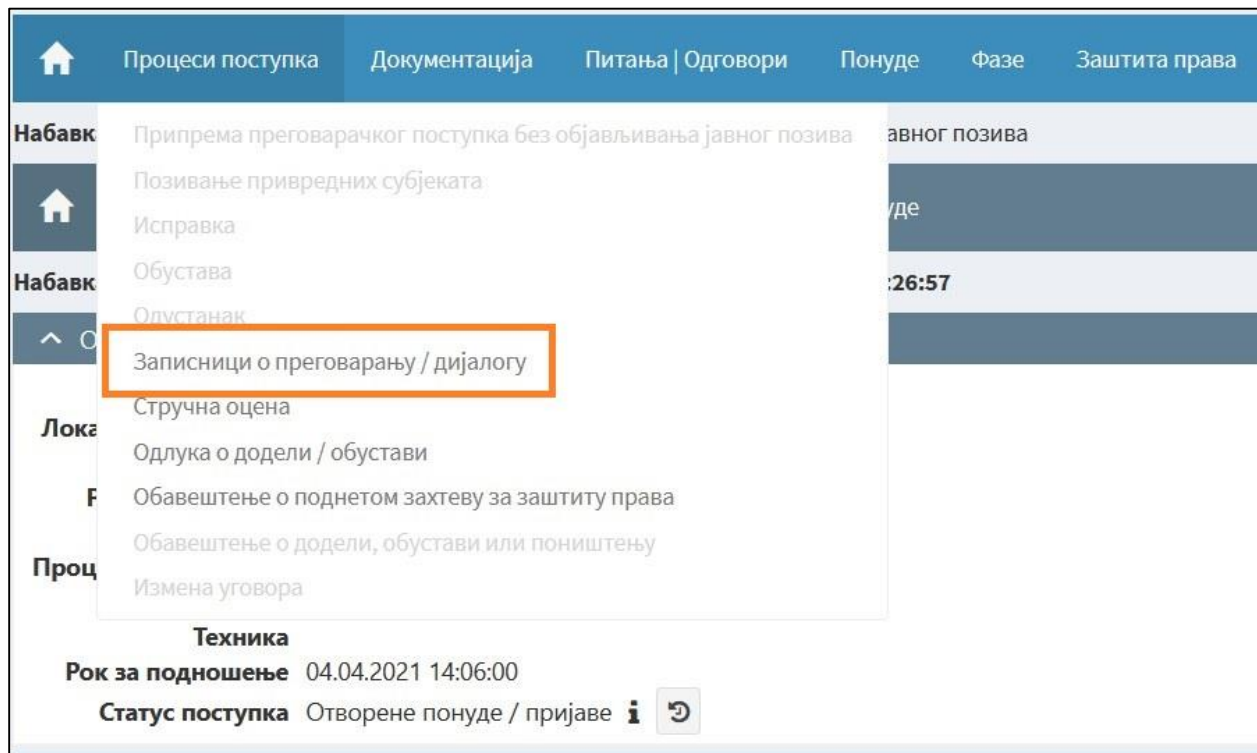 Процеси поступка Документација Питања | Одговори Понуде Фазе Заштита права
Набавк
Припрема преговарачког поступка без објављивања јавног позива
авног позива
Позивање привредних субјеката
Исправка
уде
Обустава
Набавк
:26:57
Одустанак
О
Записници о преговарању / дијалогу
Стручна оцена
Лока
Одлука о додели / обустави
Обавештење о поднетом захтеву за заштиту права
Обавештење о додели, обустави или поништењу
Проц
Измена уговора
Техника
Рок за подношење 04.04.2021 14:06:00
Статус поступка Отворене понуде / пријаве